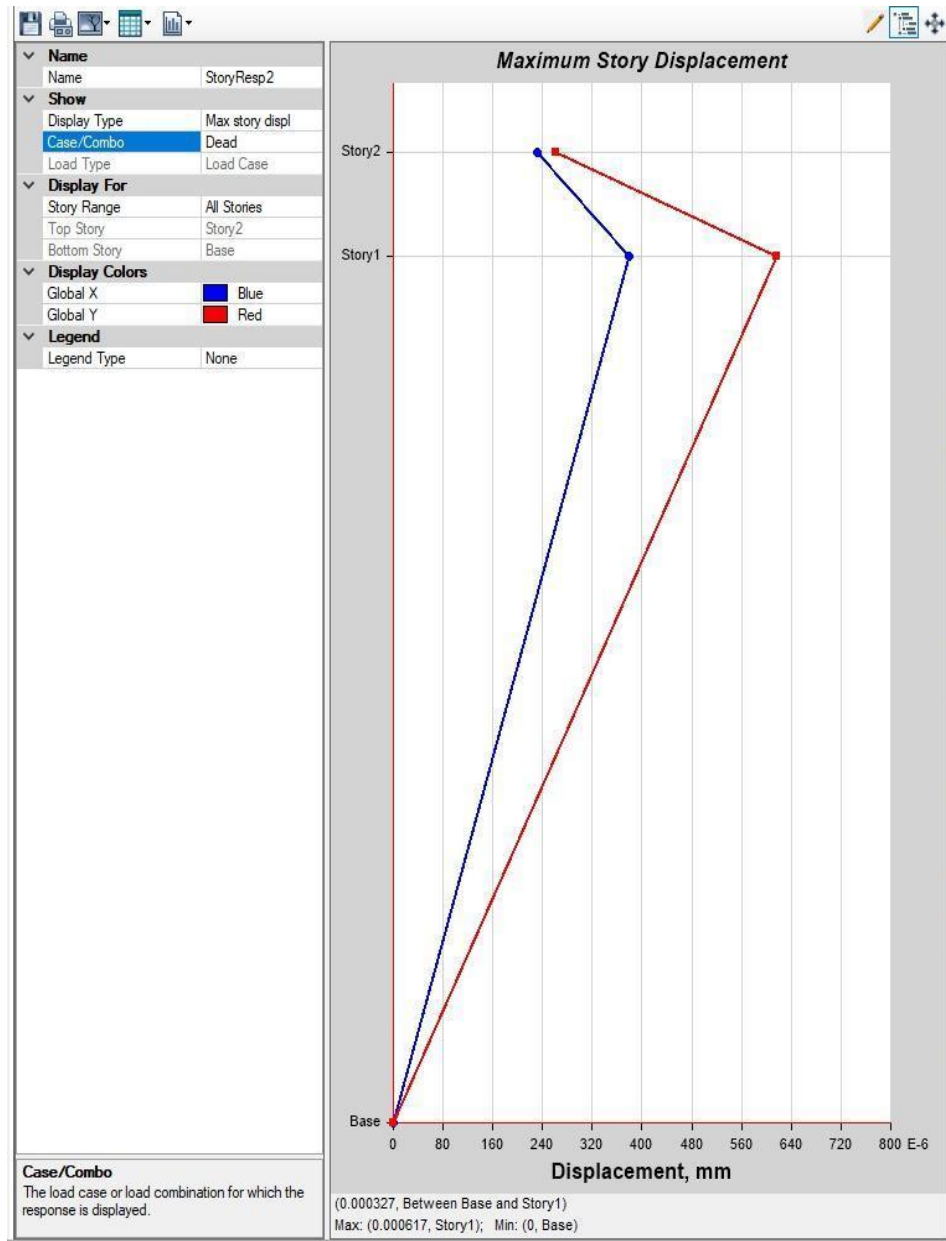 Name
Name StoryResp2
Show
Display Type Max story displ
Case/Combo Dead
Load Type Load Case
Display For
Story Range All Stories
Top Story Story2
Bottom Story Base
Display Colors
Global X Blue
Global Y Red
Legend
Legend Type None
Case/Combo
The load case or load combination for which the
response is displayed.
Maximum Story Displacement
Story2
Story1
Base
0 80 160 240 320 400 480 560 640 720 800 E-6
Displacement, mm
(0.000327, Between Base and Story1)
Max: (0.000617, Story1); Min: (0, Base)